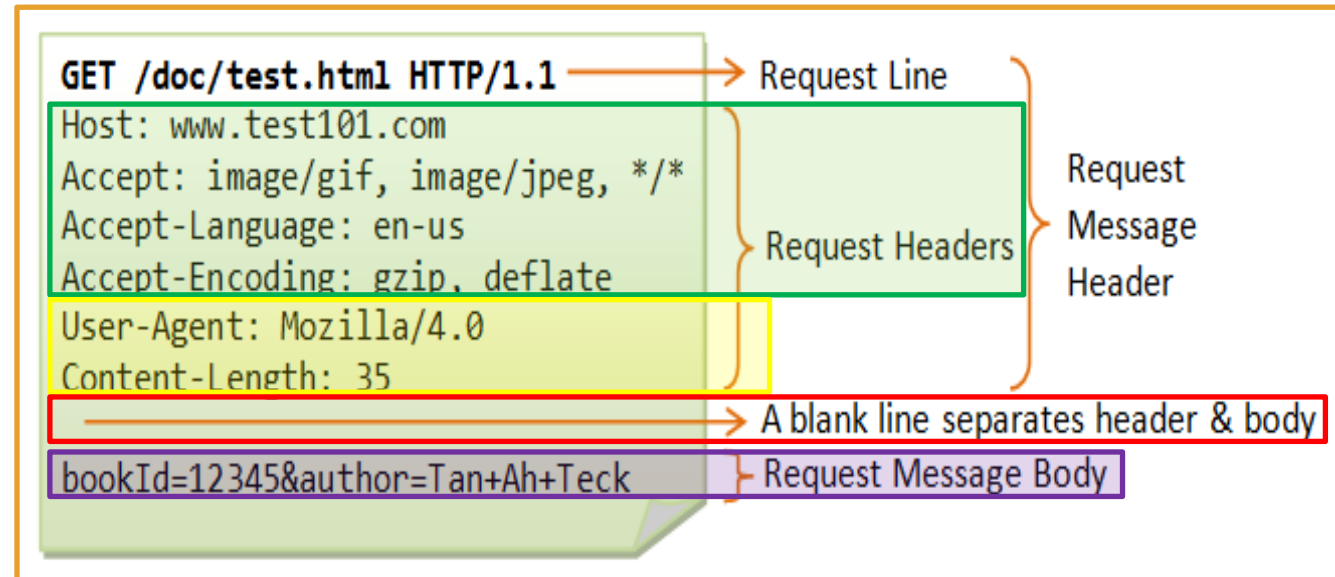 GET /doc/test.html HTTP/1.1
Request Line
Host: www.test101.com
Accept: image/gif, image/jpeg, */*
Accept-Language: en-us
Accept-Encoding: gzip, deflate
User-Agent: Mozilla/4.0
Content-Length: 35
Request Headers
Request
Message
Header
A blank line separates header & body
bookId=12345&author=Tan+Ah+Teck
Request Message Body